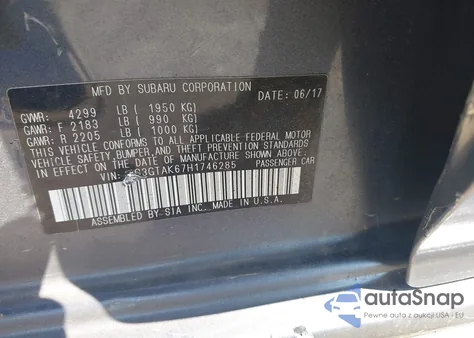 MFD BY SUBARU CORPORATION
DATE: 06/17
GVWR: 4299 LB ( 1950 KG)
GAWR: F 2183 LB ( 990 KG)
GAWR: R 2205 LB ( 1000 KG)
THIS VEHICLE CONFORMS TO ALL APPLICABLE FEDERAL MOTOR
VEHICLE SAFETY,BUMPER,AND THEFT PREVENTION STANDARDS
IN EFFECT ON THE DATE OF MANUFACTURE SHOWN ABOVE.
VIN: S3GTAK67H1746285 PASSENGER CAR
ASSEMBLED BY SIA INC. MADE IN U.S.A.
autoSnap
Pewne auto z aukcji USA - EU